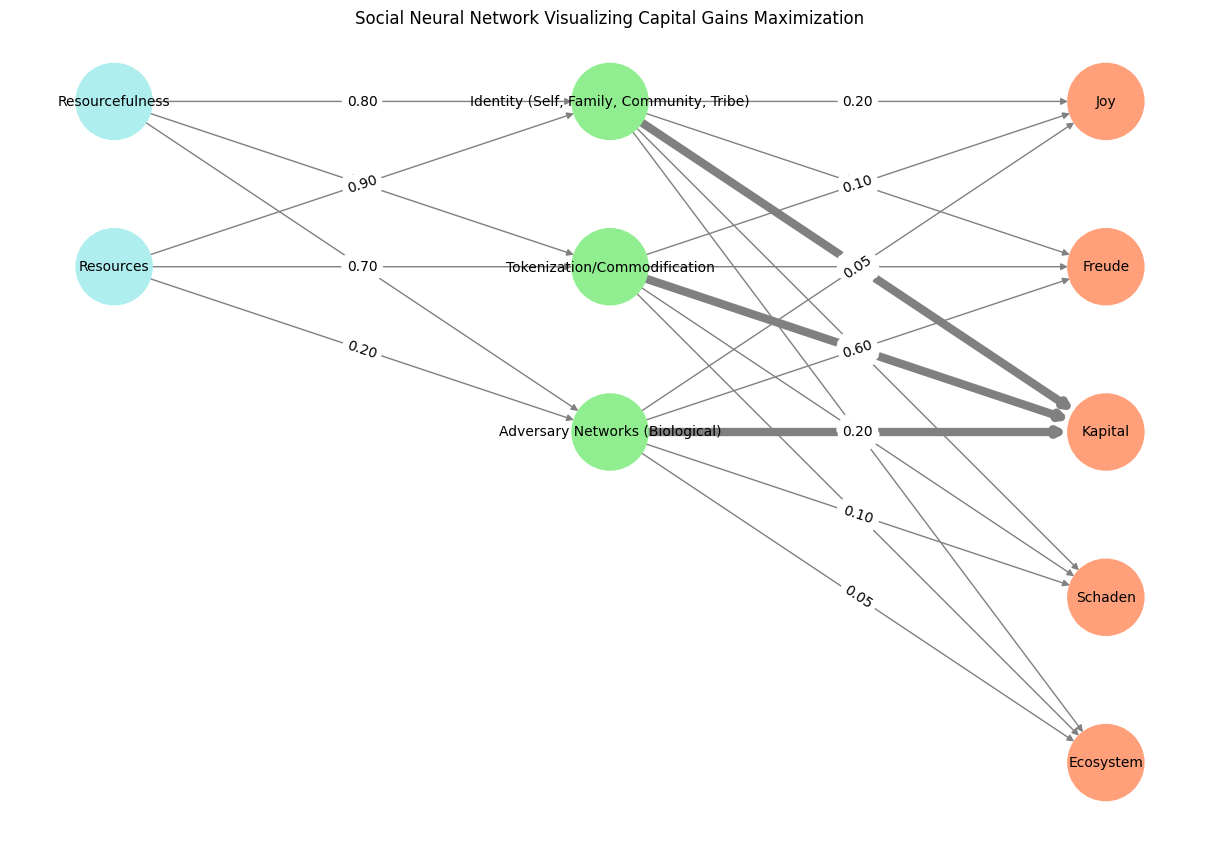 Social Neural Network Visualizing Capital Gains Maximization
Resourcefulness
0.80
Identity (Self, Family, Community, Tribe)
0.20
Joy
0.90
0.10
Resources
0.70
Tokenization/Commodification
0.05
Freude
0.20
0.60
Adversary Networks (Biological)
0.20
Kapital
0.10
0.05
Schaden
Ecosystem